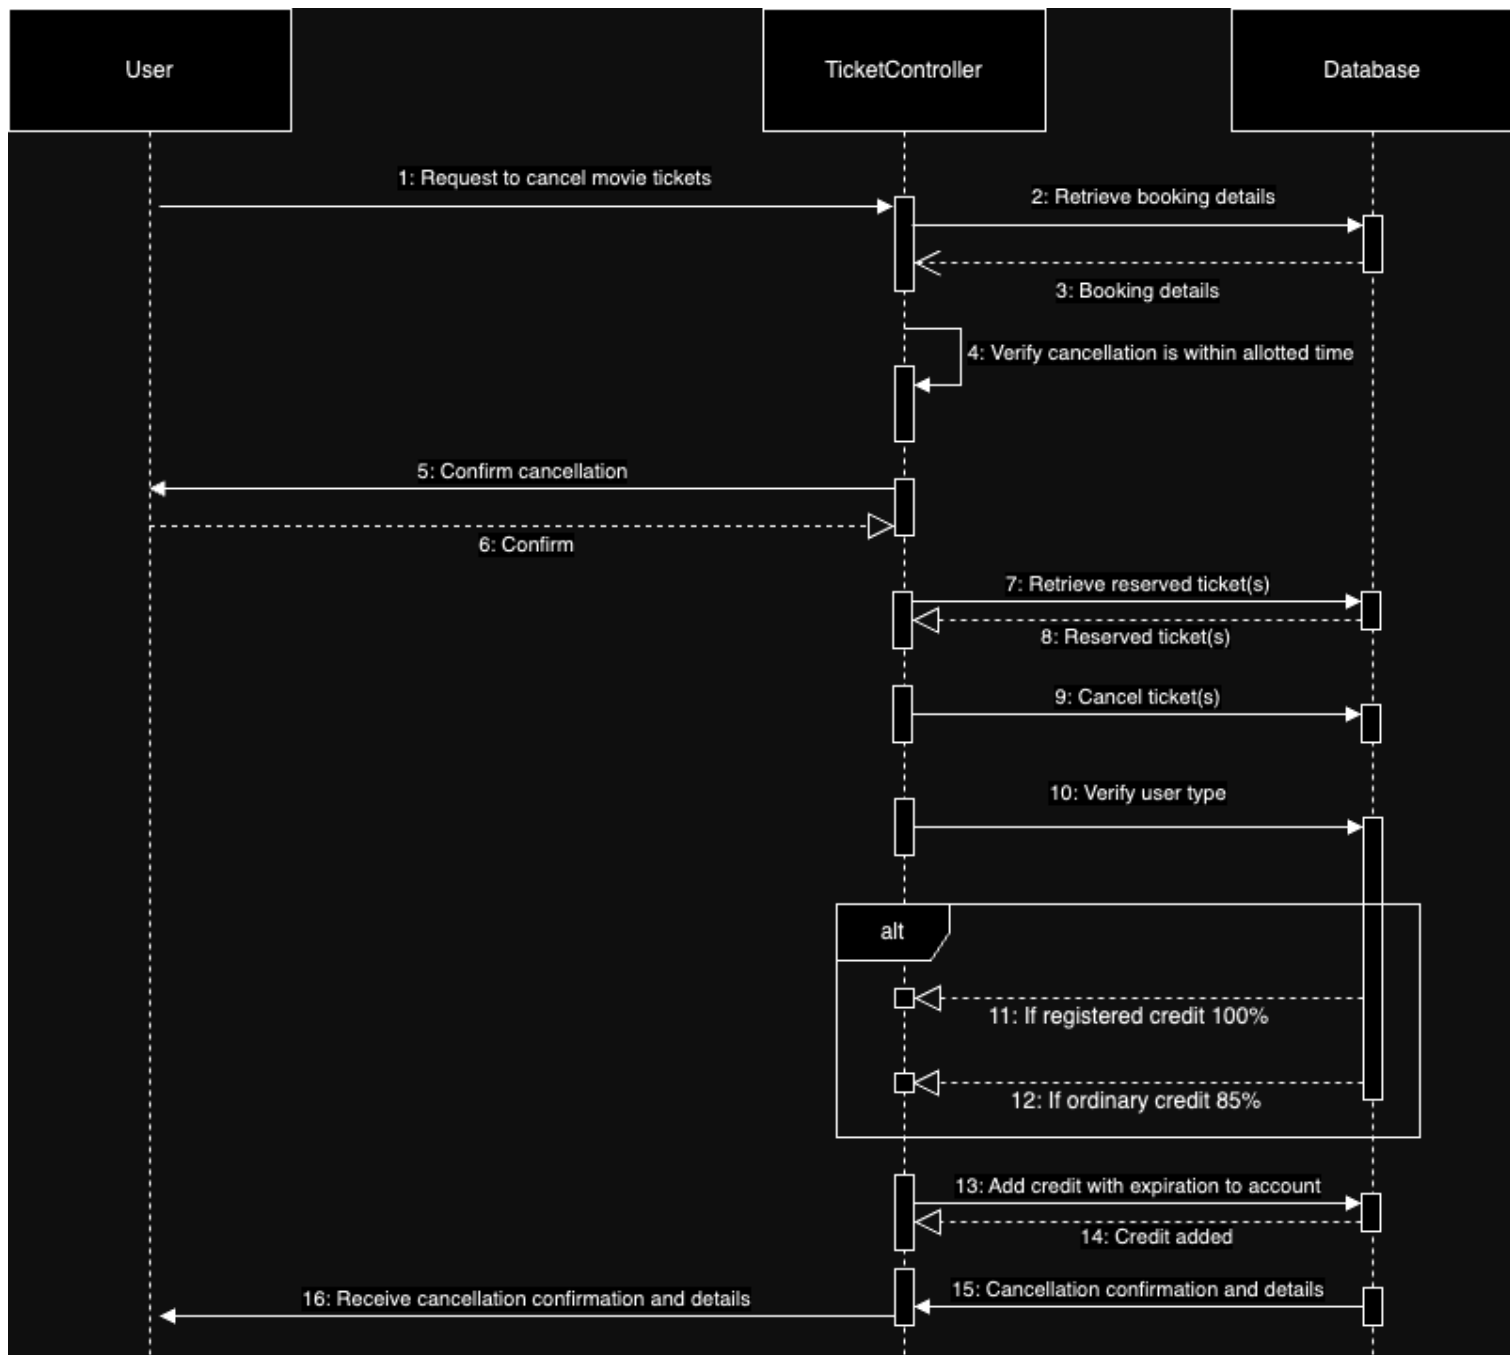 User
TicketController
Database
1: Request to cancel movie tickets
2: Retrieve booking details
3: Booking details
4: Verify cancellation is within allotted time
5: Confirm cancellation
6: Confirm
7: Retrieve reserved ticket(s)
8: Reserved ticket(s)
9: Cancel ticket(s)
10: Verify user type
alt
11: If registered credit 100%
12: If ordinary credit 85%
13: Add credit with expiration to account
14: Credit added
15: Cancellation confirmation and details
16: Receive cancellation confirmation and details